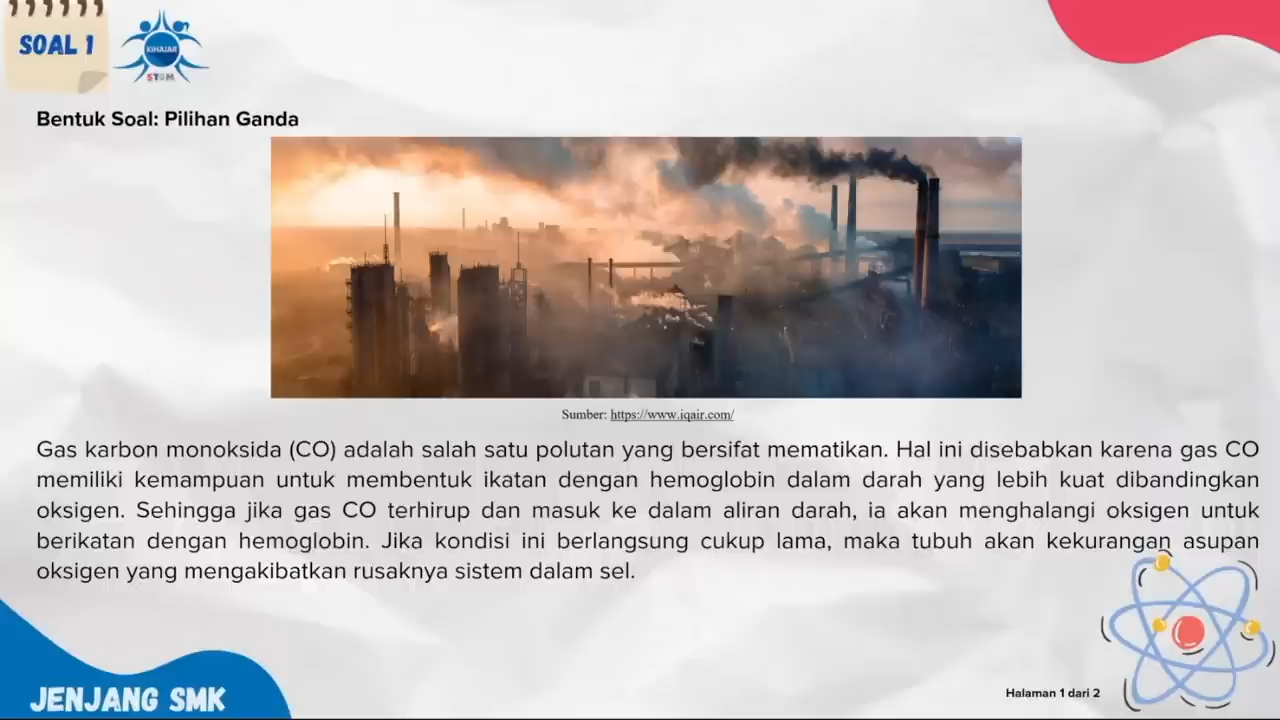 SOAL 1
KIHAJAR
STEM
Bentuk Soal: Pilihan Ganda
Sumber: https://www.iqair.com/
Gas karbon monoksida (CO) adalah salah satu polutan yang bersifat mematikan. Hal ini disebabkan karena gas CO
memiliki kemampuan untuk membentuk ikatan dengan hemoglobin dalam darah yang lebih kuat dibandingkan
oksigen. Sehingga jika gas CO terhirup dan masuk ke dalam aliran darah, ia akan menghalangi oksigen untuk
berikatan dengan hemoglobin. Jika kondisi ini berlangsung cukup lama, maka tubuh akan kekurangan asupan
oksigen yang mengakibatkan rusaknya sistem dalam sel.
JENJANG SMK
Halaman 1 dari 2